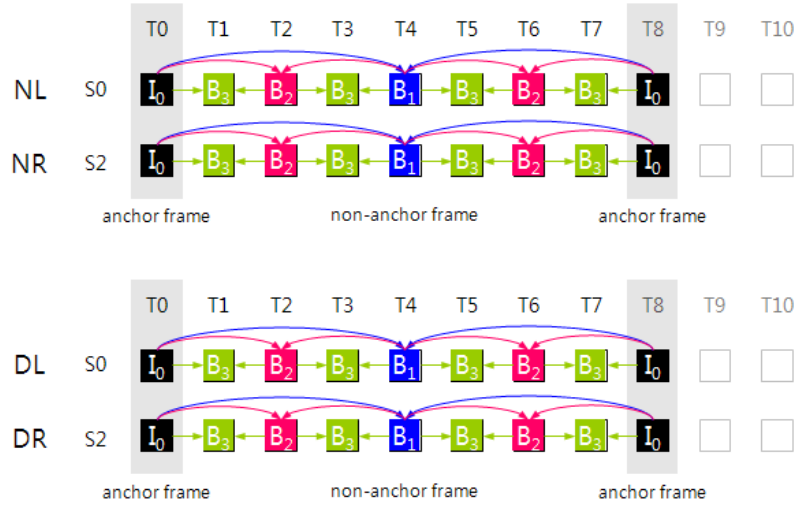 T0 T1 T2 T3 T4 T5 T6 T7 T8 T9 T10
NL S0 I0 B3 B2 B3 B1 B3 B2 B3 I0
NR S2 I0 B3 B2 B3 B1 B3 B2 B3 I0
anchor frame non-anchor frame anchor frame
T0 T1 T2 T3 T4 T5 T6 T7 T8 T9 T10
DL S0 I0 B3 B2 B3 B1 B3 B2 B3 I0
DR S2 I0 B3 B2 B3 B1 B3 B2 B3 I0
anchor frame non-anchor frame anchor frame